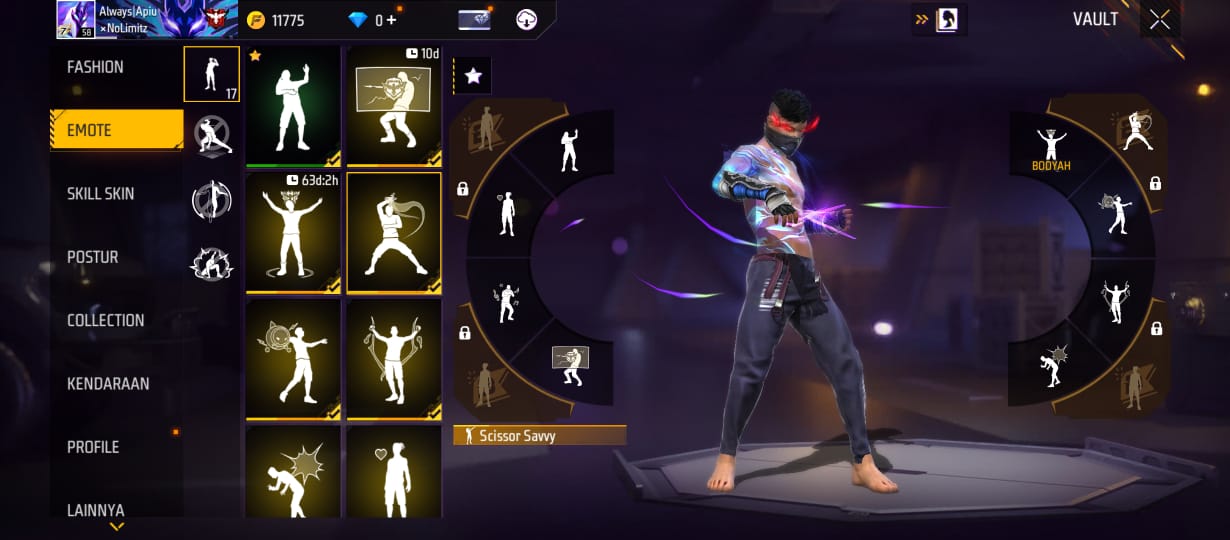 Always|Apiu
×NoLimitz
58
11775
0+
VAULT
FASHION
EMOTE
SKILL SKIN
POSTUR
COLLECTION
KENDARAAN
PROFILE
LAINNYA
17
10d
63d:2h
BOOYAH
Scissor Savvy